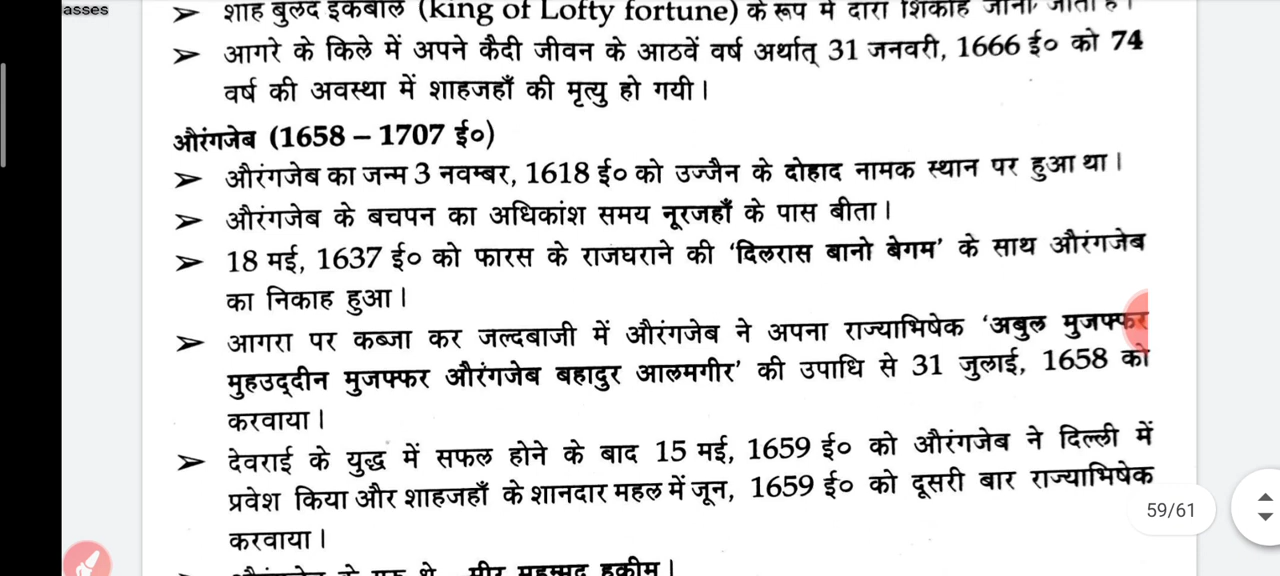 asses
➤ शाह बुलंद इकबाल (king of Lofty fortune) के रूप में दारा शिकोह जाना जाता है।
➤ आगरे के किले में अपने कैदी जीवन के आठवें वर्ष अर्थात् 31 जनवरी, 1666 ई० को 74
वर्ष की अवस्था में शाहजहाँ की मृत्यु हो गयी।
औरंगजेब (1658 – 1707 ई०)
➤ औरंगजेब का जन्म 3 नवम्बर, 1618 ई० को उज्जैन के दोहाद नामक स्थान पर हुआ था।
➤ औरंगजेब के बचपन का अधिकांश समय नूरजहाँ के पास बीता।
➤ 18 मई, 1637 ई० को फारस के राजघराने की ‘दिलरास बानो बेगम’ के साथ औरंगजेब
का निकाह हुआ।
➤ आगरा पर कब्जा कर जल्दबाजी में औरंगजेब ने अपना राज्याभिषेक ‘अबुल मुजफ्फर
मुहउद्दीन मुजफ्फर औरंगजेब बहादुर आलमगीर’ की उपाधि से 31 जुलाई, 1658 को
करवाया।
➤ देवराई के युद्ध में सफल होने के बाद 15 मई, 1659 ई० को औरंगजेब ने दिल्ली में
प्रवेश किया और शाहजहाँ के शानदार महल में जून, 1659 ई० को दूसरी बार राज्याभिषेक
करवाया।
59/61
➤ औरंगजेब के गुरु थे मीर मुहम्मद हकीम।